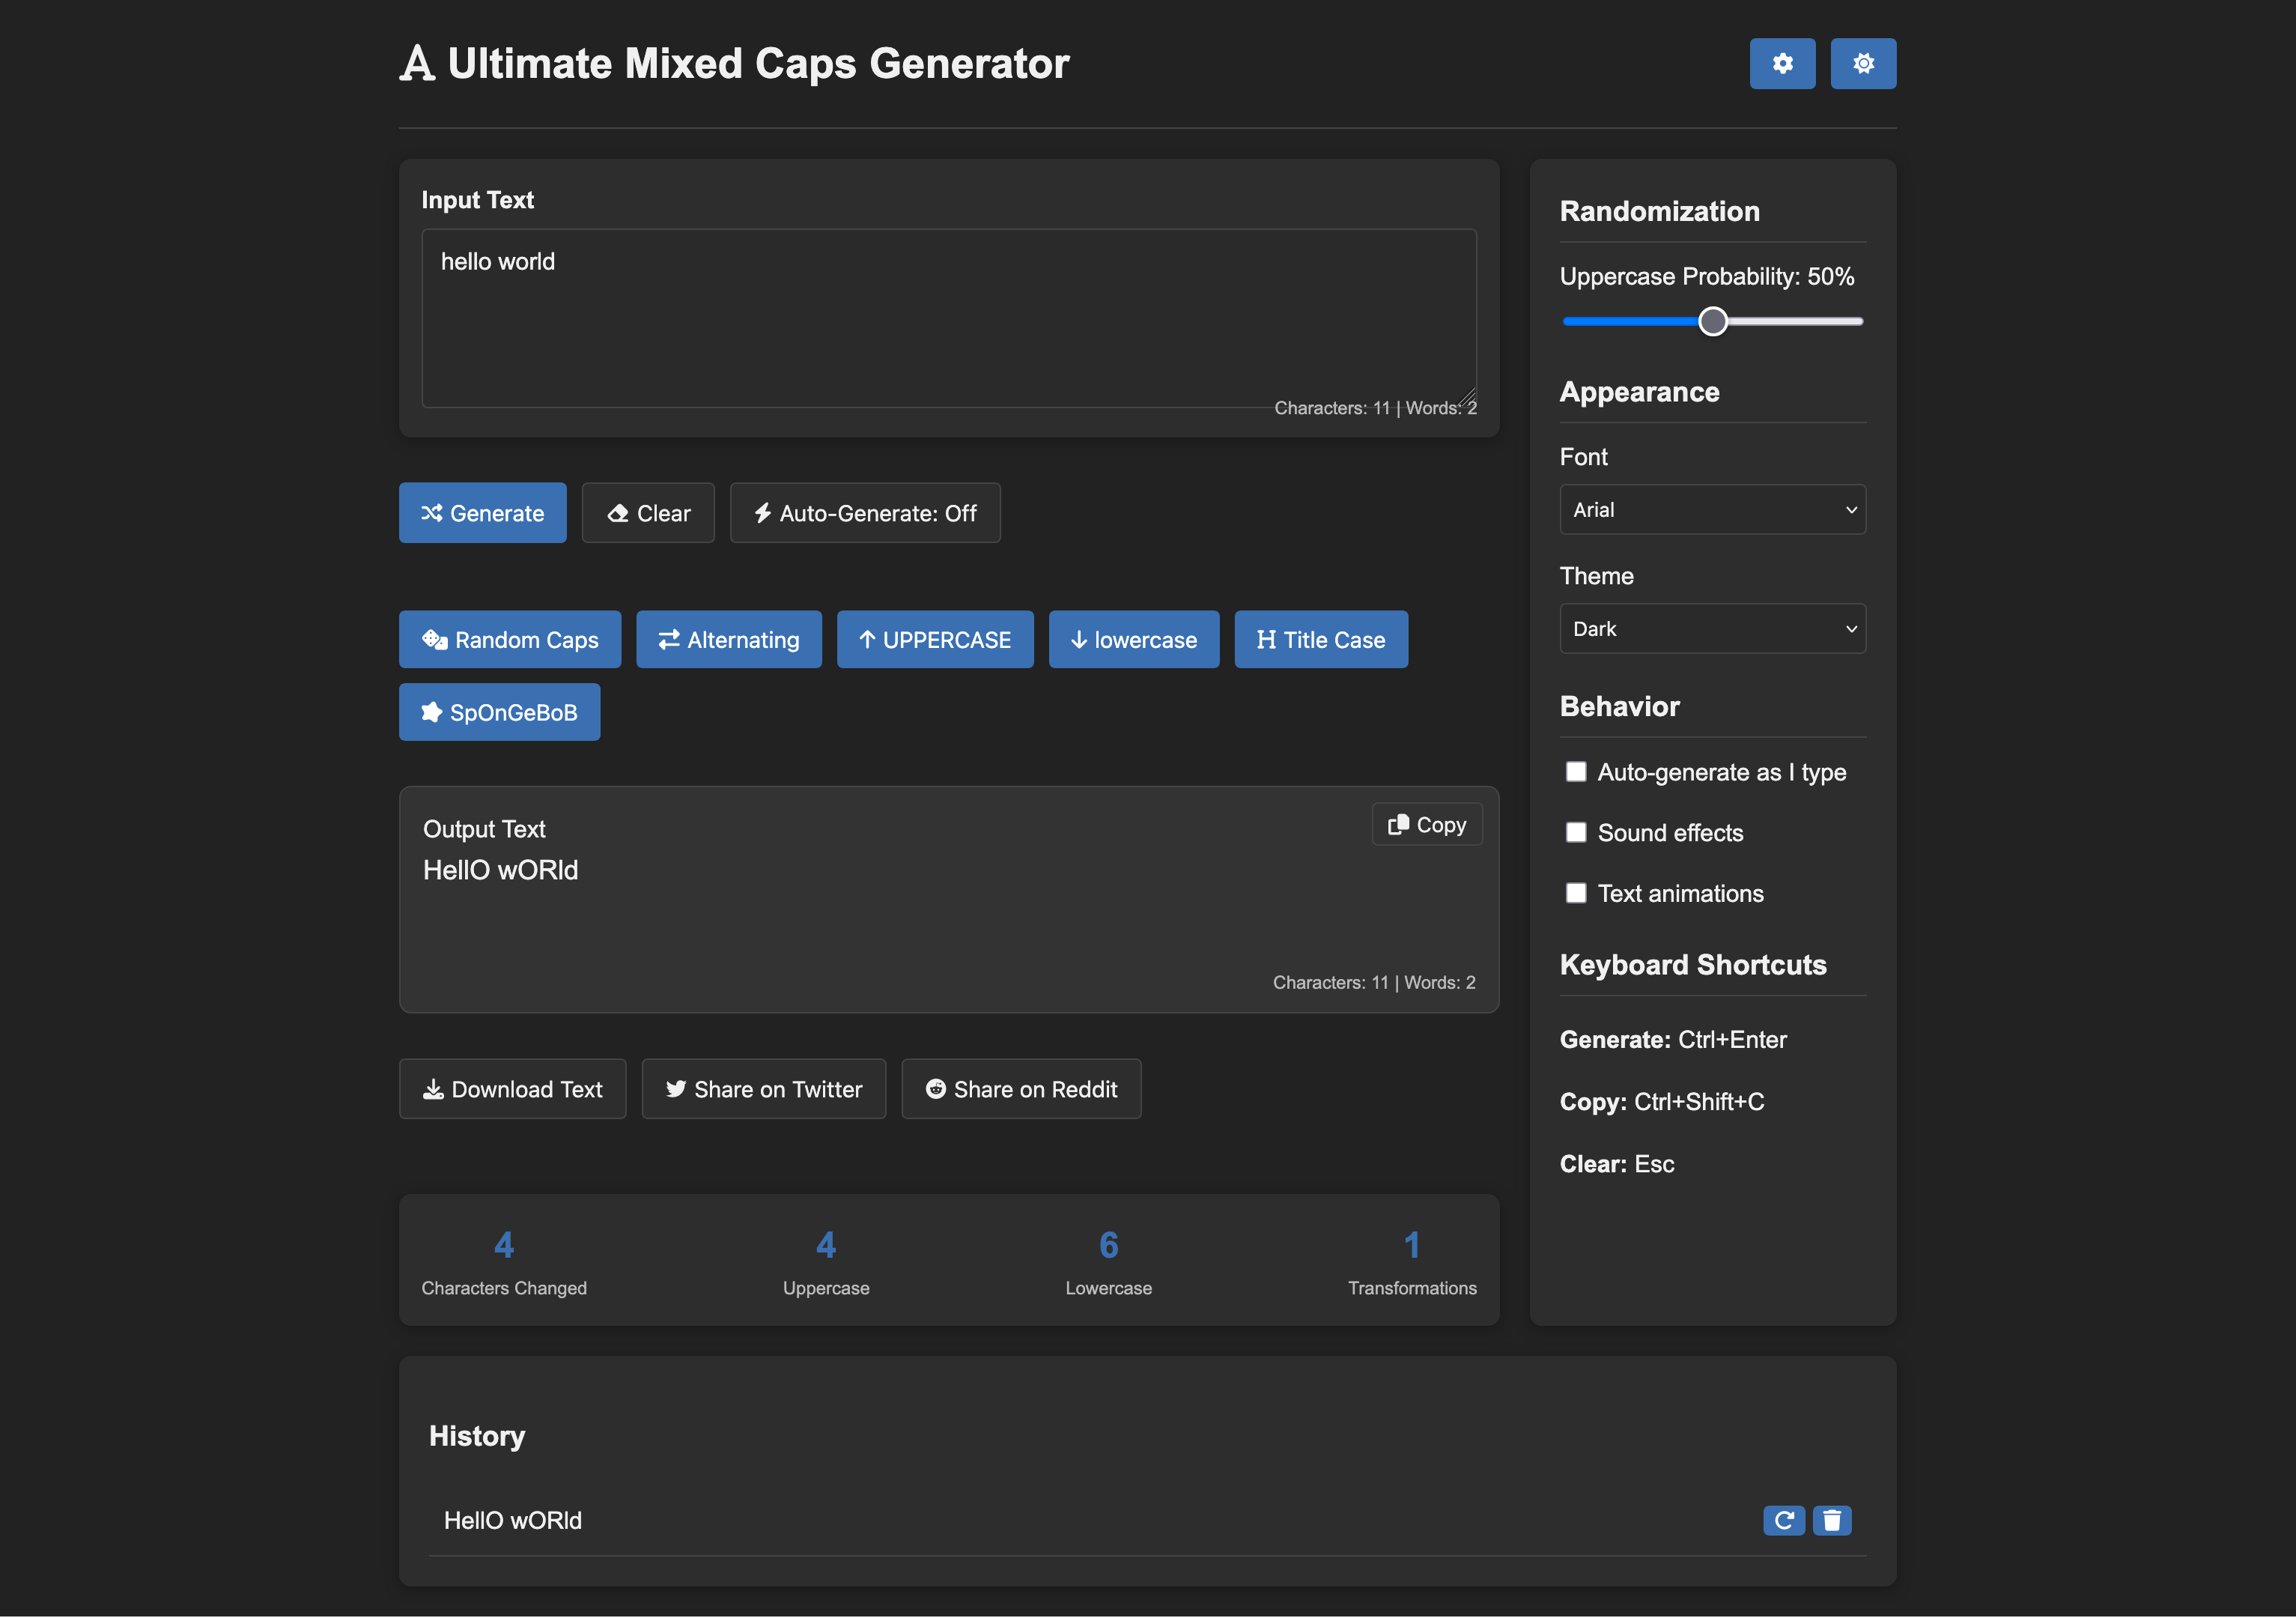 Ultimate Mixed Caps Generator
Input Text
hello world
Characters: 11 | Words: 2
Generate
Clear
Auto-Generate: Off
Random Caps
Alternating
UPPERCASE
lowercase
Title Case
SpOnGeBoB
Output Text
Copy
HellO wORld
Characters: 11 | Words: 2
Download Text
Share on Twitter
Share on Reddit
4
Characters Changed
4
Uppercase
6
Lowercase
1
Transformations
Randomization
Uppercase Probability: 50%
Appearance
Font
Arial
Theme
Dark
Behavior
Auto-generate as I type
Sound effects
Text animations
Keyboard Shortcuts
Generate: Ctrl+Enter
Copy: Ctrl+Shift+C
Clear: Esc
History
HellO wORld